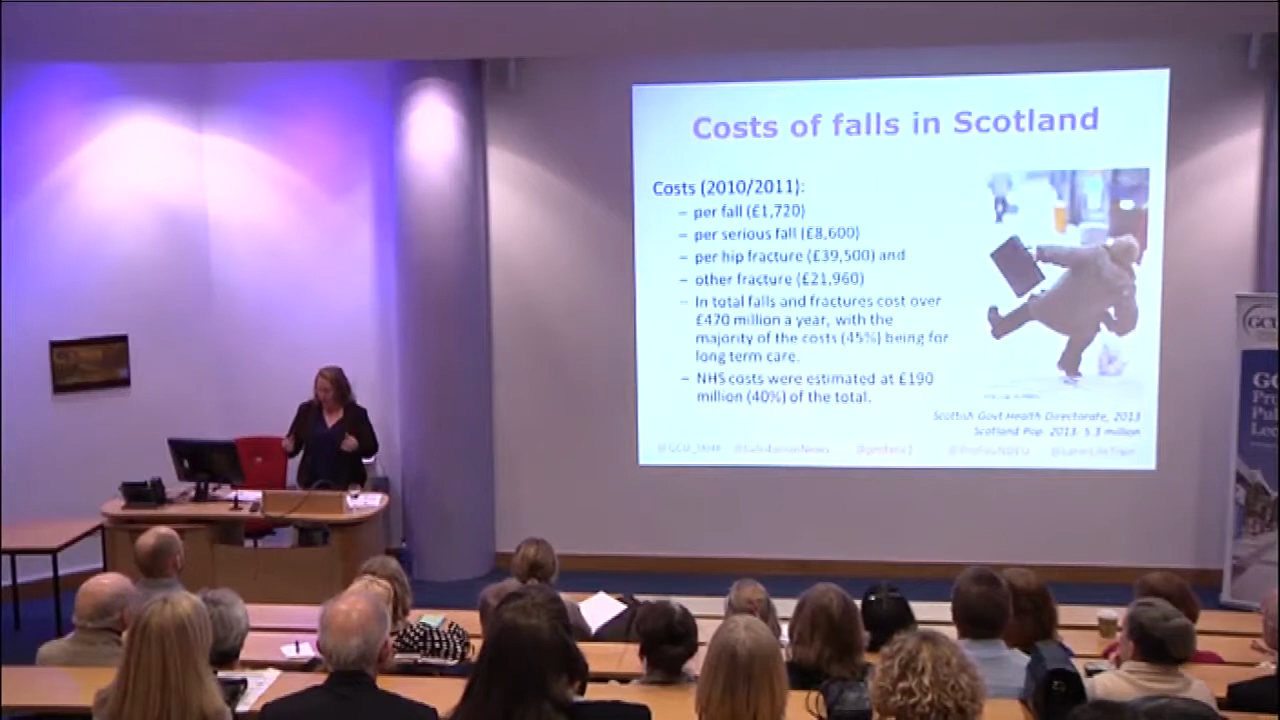 Costs of falls in Scotland
Costs (2010/2011):
– per fall (£1,720)
– per serious fall (£8,600)
– per hip fracture (£39,500) and
– other fracture (£21,960)
– In total falls and fractures cost over
£470 million a year, with the
majority of the costs (45%) being for
long term care.
– NHS costs were estimated at £190
million (40%) of the total.
Scottish Govt Health Directorate, 2013
Scotland Pop. 2013: 5.3 million
GCU